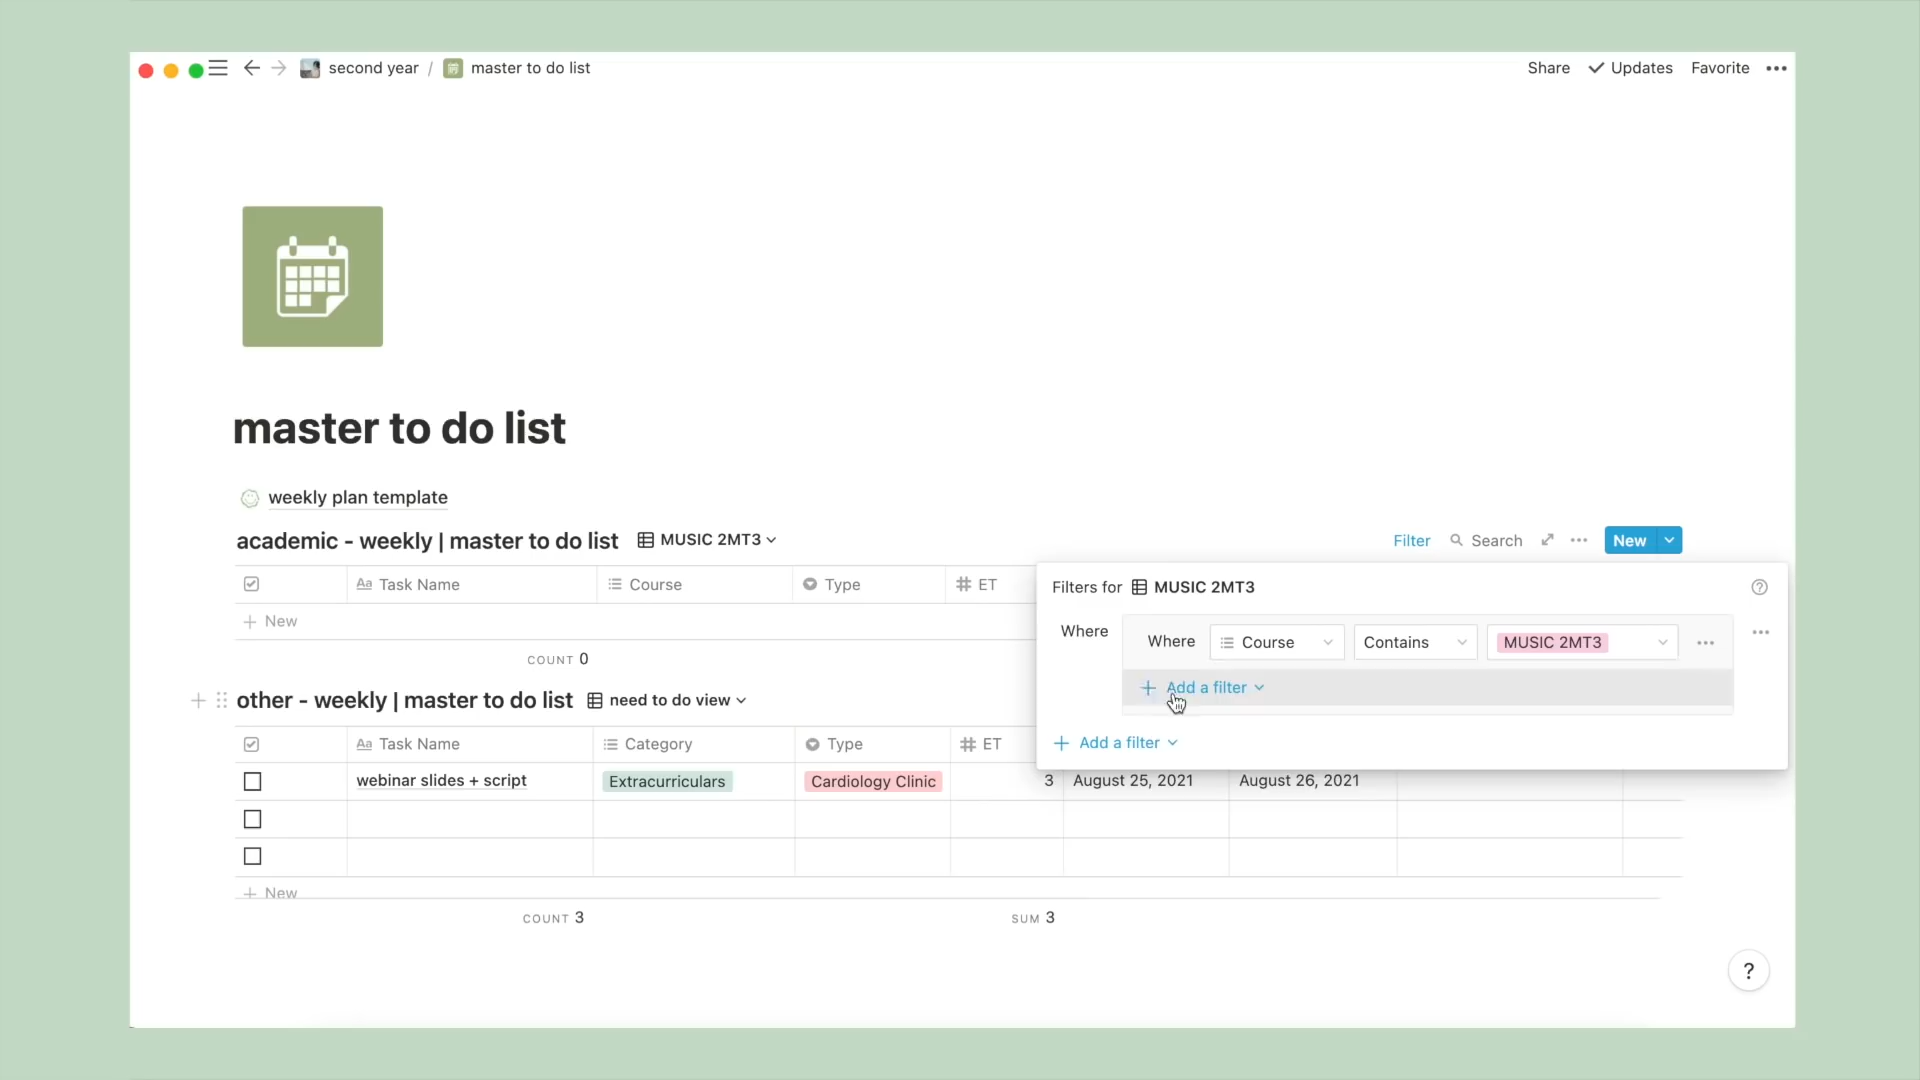 second year / master to do list
Share Updates Favorite
master to do list
weekly plan template
academic - weekly | master to do list MUSIC 2MT3
Filter Search New
Aa Task Name Course Type # ET
+ New
COUNT 0
Filters for MUSIC 2MT3
Where
Where Course Contains MUSIC 2MT3
+ Add a filter
+ Add a filter
other - weekly | master to do list need to do view
Aa Task Name Category Type # ET
webinar slides + script Extracurriculars Cardiology Clinic 3 August 25, 2021 August 26, 2021
+ New
COUNT 3 SUM 3
?